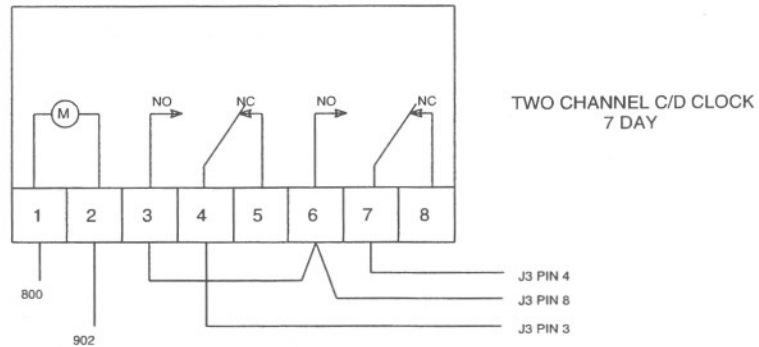 NO NC NO NC
M
TWO CHANNEL C/D CLOCK
7 DAY
1 2 3 4 5 6 7 8
J3 PIN 4
800
J3 PIN 8
J3 PIN 3
902